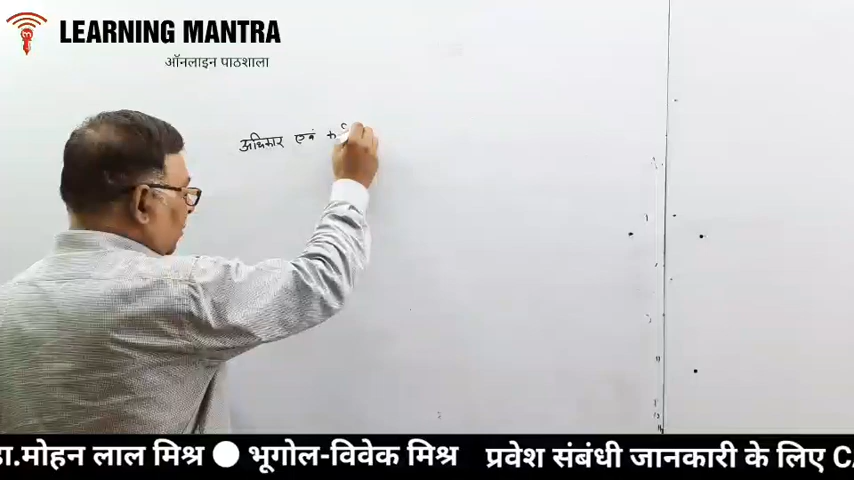 LEARNING MANTRA
ऑनलाइन पाठशाला
अधिकार एवं
डा.मोहन लाल मिश्र ● भूगोल-विवेक मिश्र प्रवेश संबंधी जानकारी के लिए